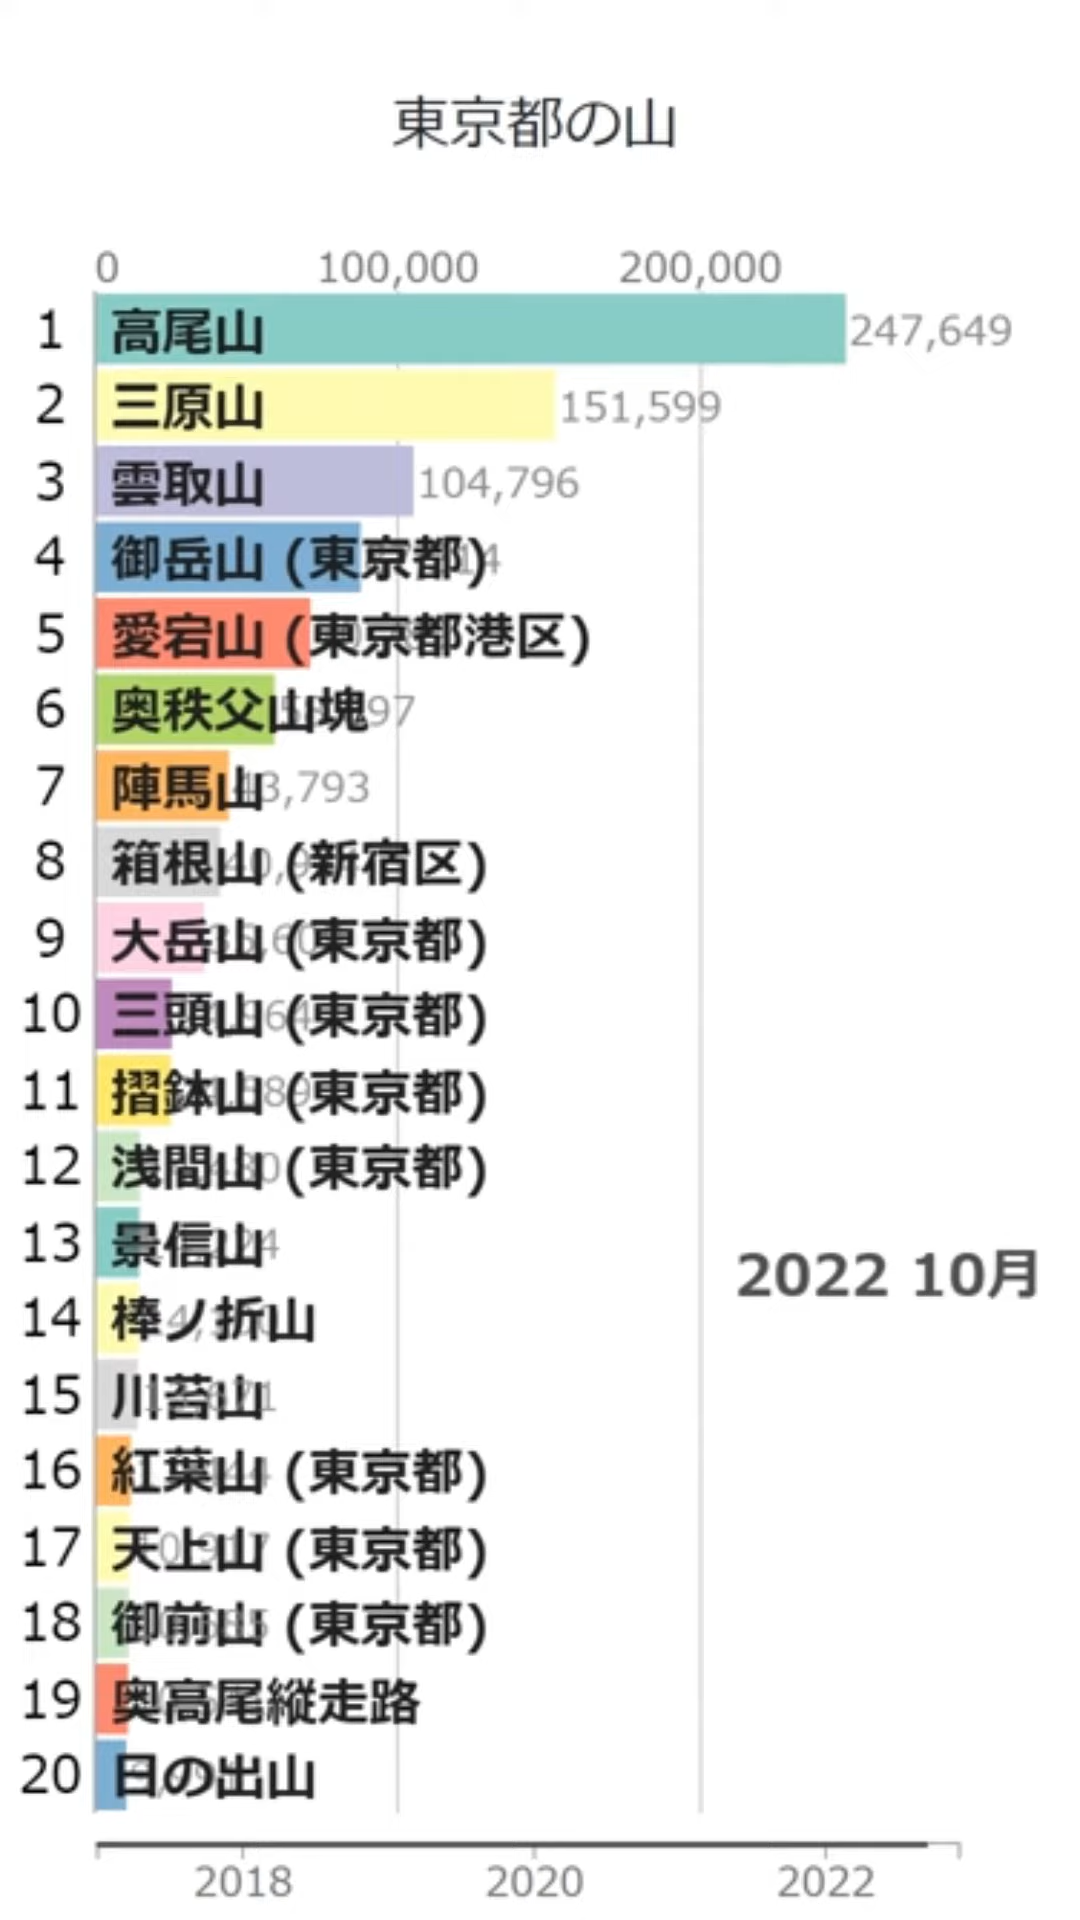 東京都の山
0 100,000 200,000
1 高尾山 247,649
2 三原山 151,599
3 雲取山 104,796
4 御岳山 (東京都)
5 愛宕山 (東京都港区)
6 奥秩父山塊
7 陣馬山 43,793
8 箱根山 (新宿区)
9 大岳山 (東京都)
10 三頭山 (東京都)
11 摺鉢山 (東京都)
12 浅間山 (東京都)
13 景信山
14 棒ノ折山
15 川苔山
16 紅葉山 (東京都)
17 天上山 (東京都)
18 御前山 (東京都)
19 奥高尾縦走路
20 日の出山
2022 10月
2018 2020 2022